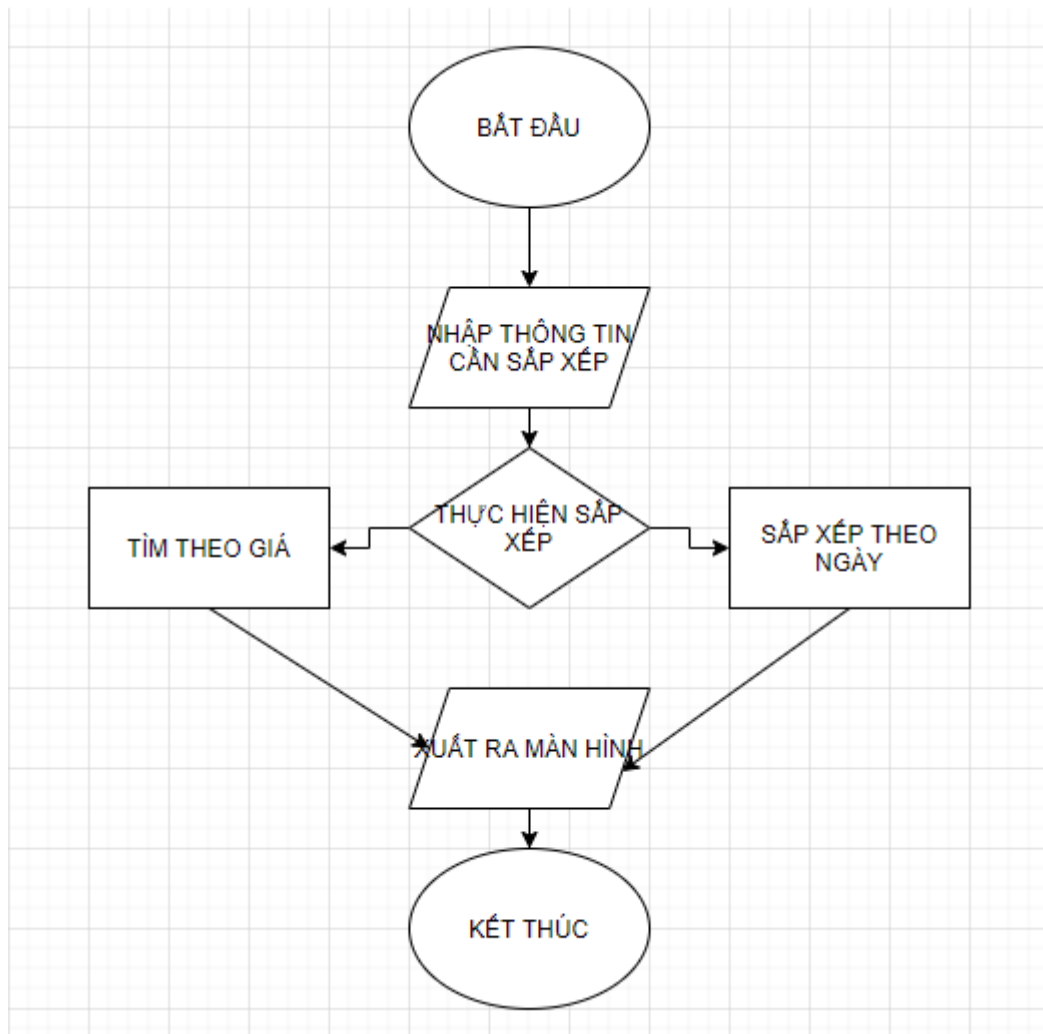 BẮT ĐẦU
NHẬP THÔNG TIN
CẦN SẮP XẾP
THỰC HIỆN SẮP
XẾP
TÌM THEO GIÁ
SẮP XẾP THEO
NGÀY
XUẤT RA MÀN HÌNH
KẾT THÚC